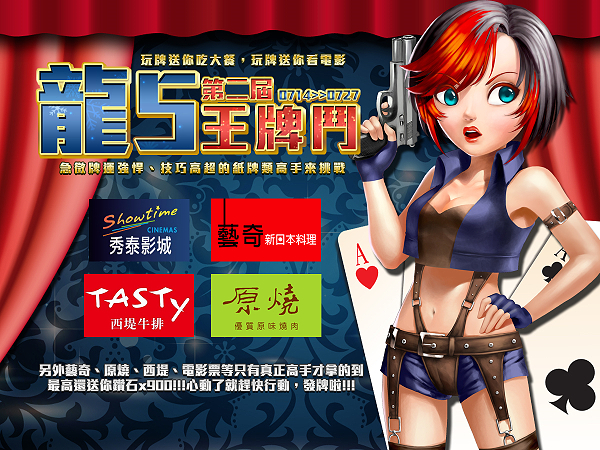 玩牌送你吃大餐，玩牌送你看電影
龍5第二屆王牌鬥
0714>>0727
急徵牌運強悍、技巧高超的紙牌類高手來挑戰
Showtime
CINEMAS
秀泰影城
藝奇 新日本料理
TASTy
西堤牛排
原燒
優質原味燒肉
另外藝奇、原燒、西堤、電影票等只有真正高手才拿的到
最高還送你鑽石x900!!!心動了就趕快行動，發牌啦!!!
A
A